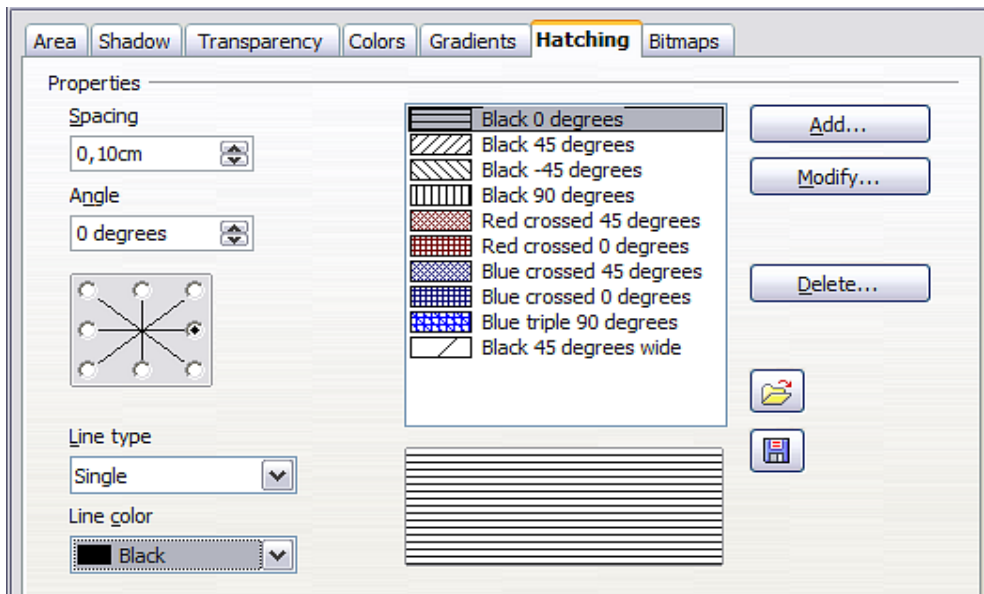 Area Shadow Transparency Colors Gradients Hatching Bitmaps
Properties
Spacing
0,10cm
Angle
0 degrees
Line type
Single
Line color
Black
Black 0 degrees
Black 45 degrees
Black -45 degrees
Black 90 degrees
Red crossed 45 degrees
Red crossed 0 degrees
Blue crossed 45 degrees
Blue crossed 0 degrees
Blue triple 90 degrees
Black 45 degrees wide
Add...
Modify...
Delete...